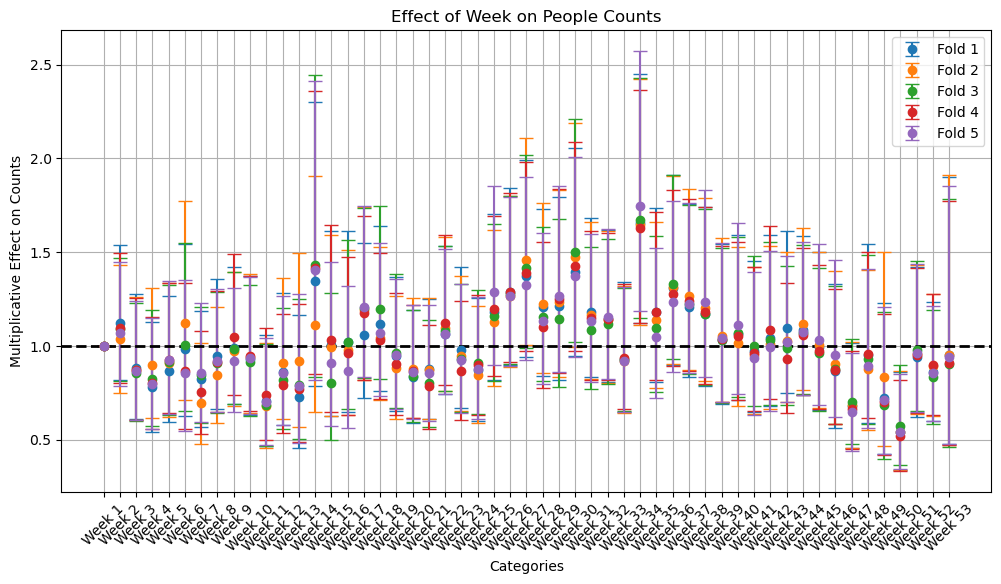 Effect of Week on People Counts
Multiplicative Effect on Counts
2.5
2.0
1.5
1.0
0.5
Fold 1
Fold 2
Fold 3
Fold 4
Fold 5
Week 1
Week 2
Week 3
Week 4
Week 5
Week 6
Week 7
Week 8
Week 9
Week 10
Week 11
Week 12
Week 13
Week 14
Week 15
Week 16
Week 17
Week 18
Week 19
Week 20
Week 21
Week 22
Week 23
Week 24
Week 25
Week 26
Week 27
Week 28
Week 29
Week 30
Week 31
Week 32
Week 33
Week 34
Week 35
Week 36
Week 37
Week 38
Week 39
Week 40
Week 41
Week 42
Week 43
Week 44
Week 45
Week 46
Week 47
Week 48
Week 49
Week 50
Week 51
Week 52
Week 53
Categories